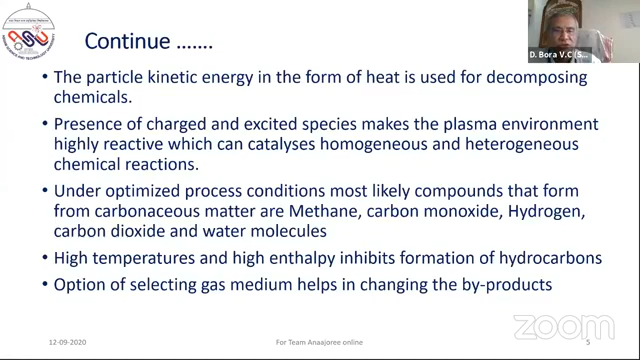 Continue .......
D. Bora V.C (S...
• The particle kinetic energy in the form of heat is used for decomposing
chemicals.
• Presence of charged and excited species makes the plasma environment
highly reactive which can catalyses homogeneous and heterogeneous
chemical reactions.
• Under optimized process conditions most likely compounds that form
from carbonaceous matter are Methane, carbon monoxide, Hydrogen,
carbon dioxide and water molecules
• High temperatures and high enthalpy inhibits formation of hydrocarbons
• Option of selecting gas medium helps in changing the by-products
zoom
12-09-2020
For Team Anaajoree online
5